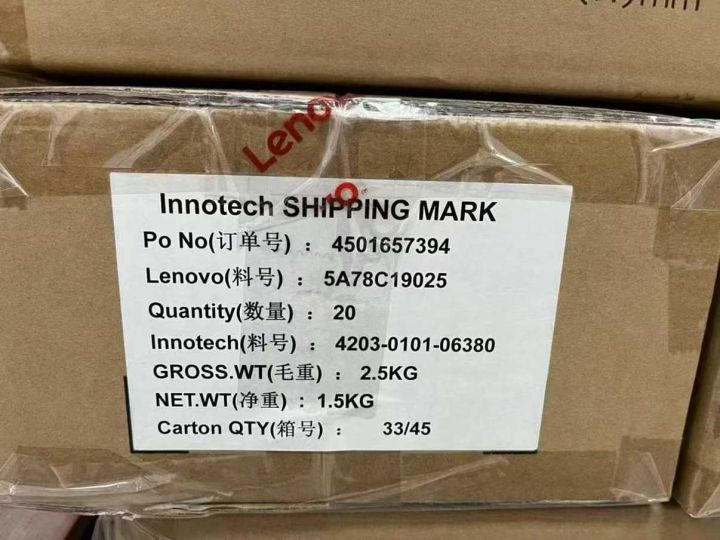 Lenovo
Innotech SHIPPING MARK
Po No(订单号) : 4501657394
Lenovo(料号) : 5A78C19025
Quantity(数量) : 20
Innotech(料号) : 4203-0101-06380
GROSS.WT(毛重) : 2.5KG
NET.WT(净重) : 1.5KG
Carton QTY(箱号) : 33/45